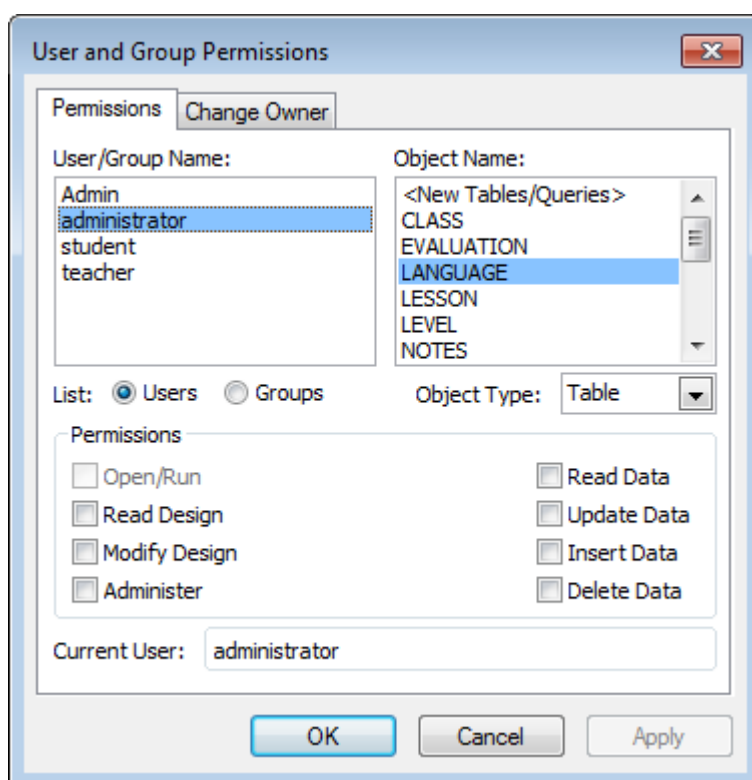 User and Group Permissions
Permissions
Change Owner
User/Group Name:
Object Name:
Admin
administrator
student
teacher
<New Tables/Queries>
CLASS
EVALUATION
LANGUAGE
LESSON
LEVEL
NOTES
List: Users Groups
Object Type: Table
Permissions
Open/Run
Read Design
Modify Design
Administer
Read Data
Update Data
Insert Data
Delete Data
Current User: administrator
OK
Cancel
Apply